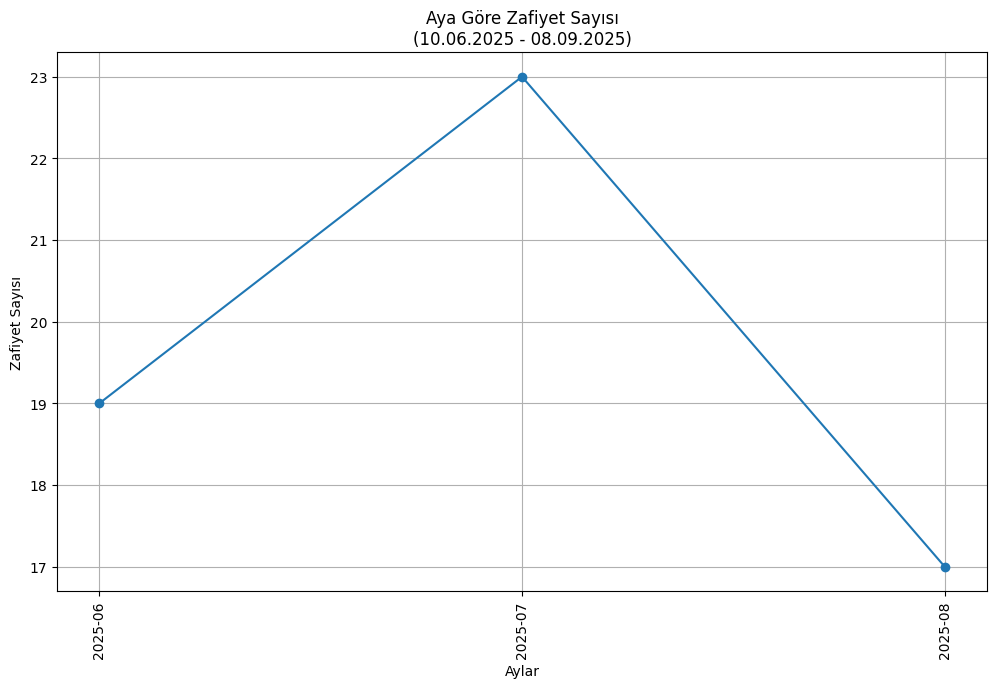 Aya Göre Zafiyet Sayısı
(10.06.2025 - 08.09.2025)
Zafiyet Sayısı
23
22
21
20
19
18
17
2025-06
2025-07
2025-08
Aylar